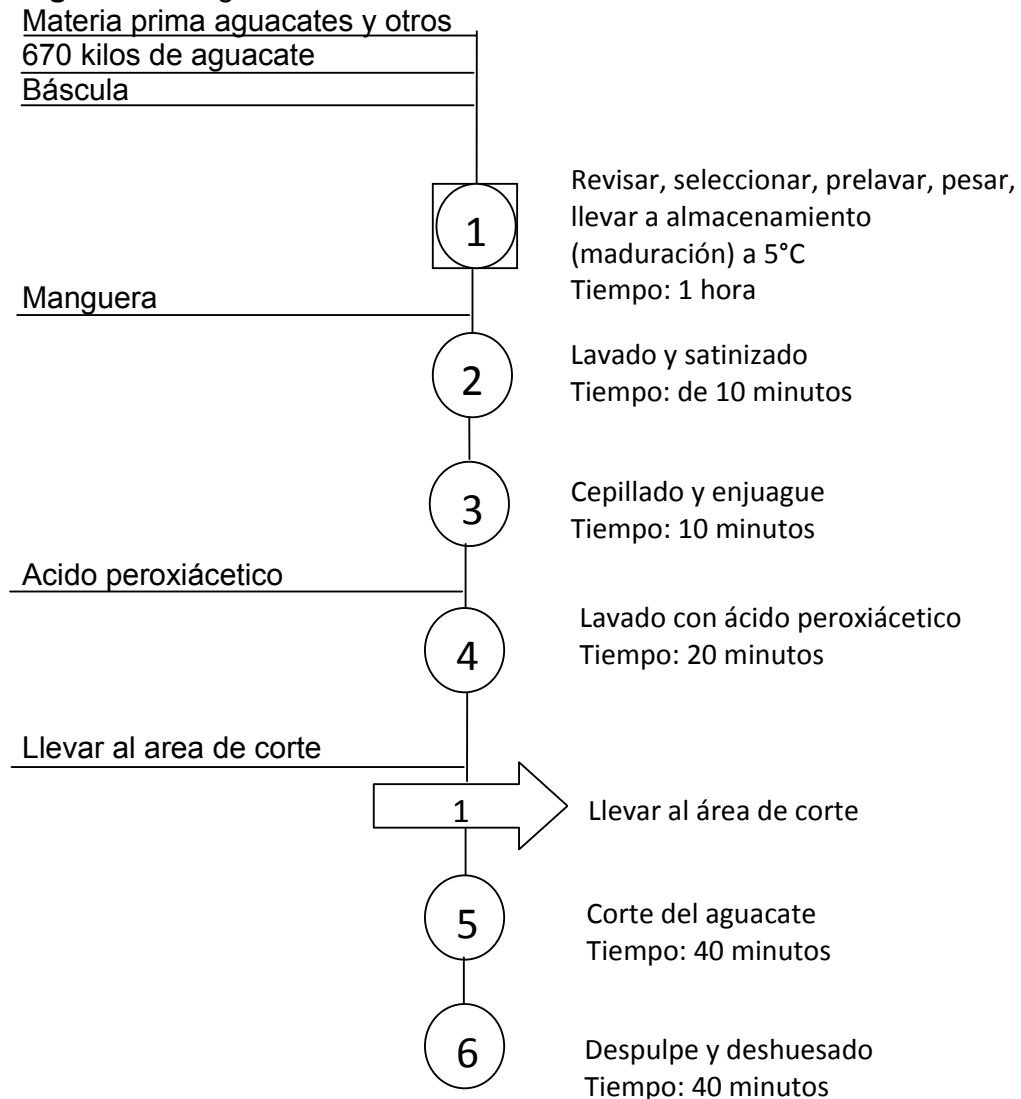 Materia prima aguacates y otros
670 kilos de aguacate
Báscula
1
Revisar, seleccionar, prelavar, pesar,
llevar a almacenamiento
(maduración) a 5°C
Tiempo: 1 hora
Manguera
2
Lavado y satinizado
Tiempo: de 10 minutos
3
Cepillado y enjuague
Tiempo: 10 minutos
Acido peroxiácetico
4
Lavado con ácido peroxiácetico
Tiempo: 20 minutos
Llevar al area de corte
1
Llevar al área de corte
5
Corte del aguacate
Tiempo: 40 minutos
6
Despulpe y deshuesado
Tiempo: 40 minutos